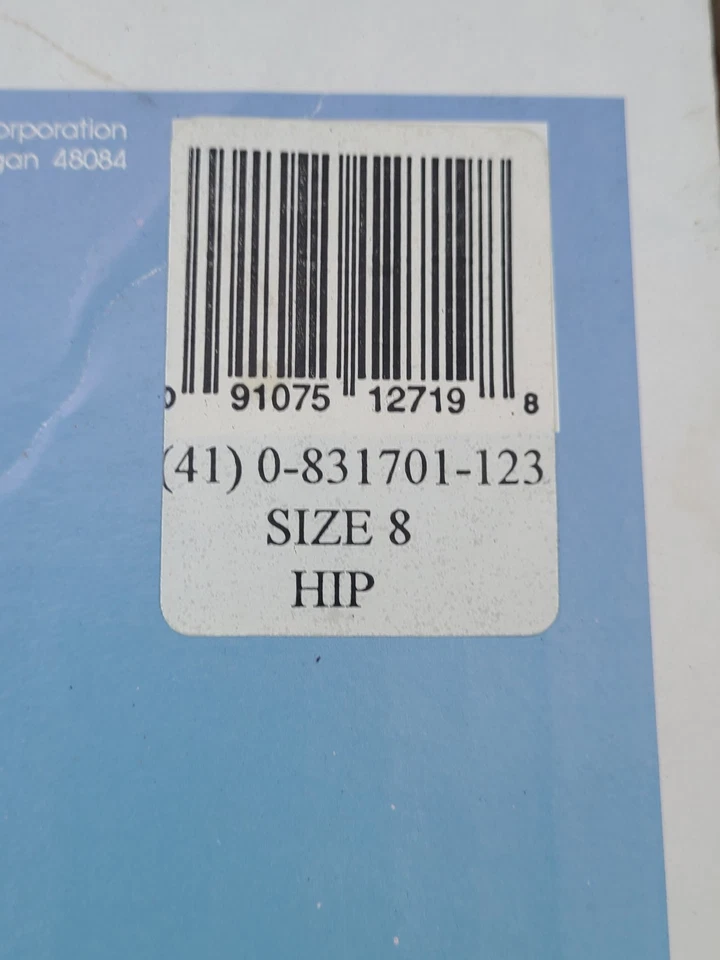 orporation
gan 48084
0 91075 12719 8
(41) 0-831701-123
SIZE 8
HIP